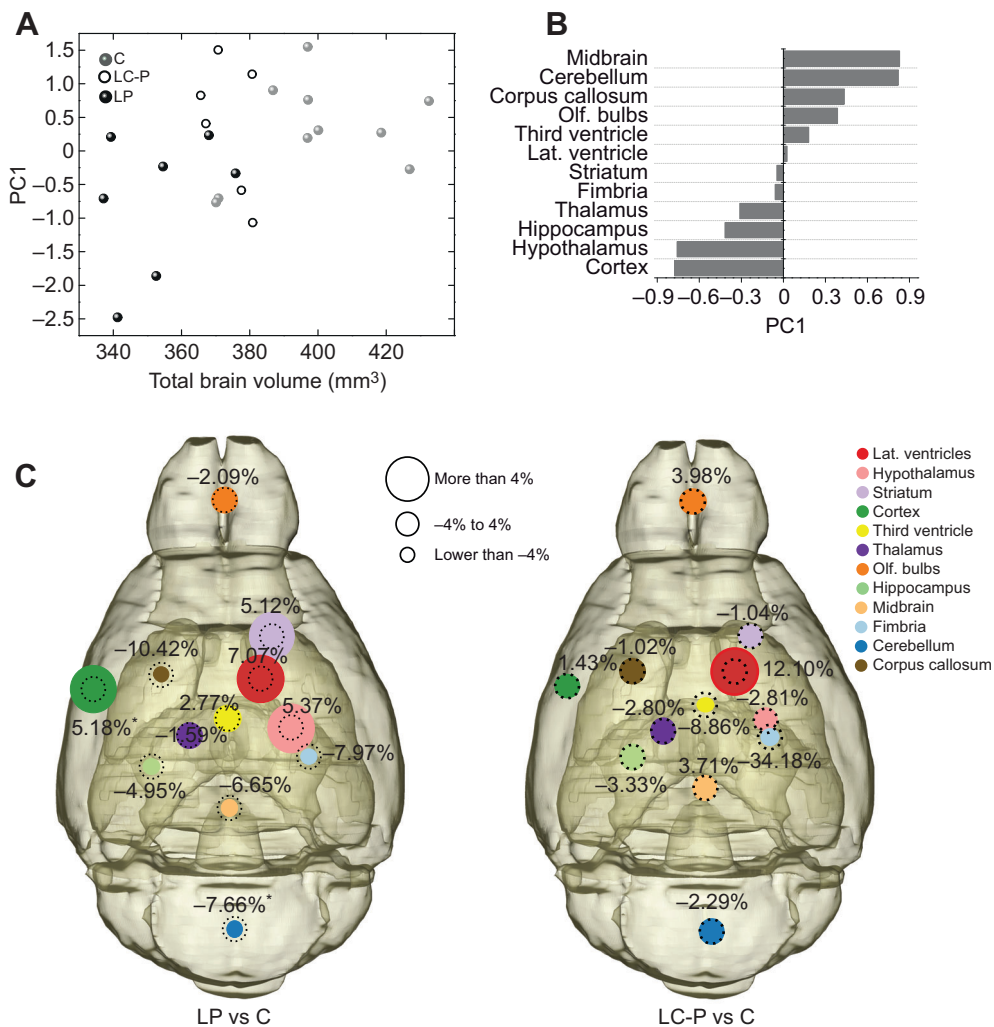 A
PC1
1.5
1.0
0.5
0
−0.5
−1.0
−1.5
−2.0
−2.5
C
LC-P
LP
340
360
380
400
420
Total brain volume (mm³)
B
Midbrain
Cerebellum
Corpus callosum
Olf. bulbs
Third ventricle
Lat. ventricle
Striatum
Fimbria
Thalamus
Hippocampus
Hypothalamus
Cortex
−0.9
−0.6
−0.3
0
0.3
0.6
0.9
PC1
C
−2.09%
5.12%
−10.42%
7.07%
2.77%
5.37%
5.18%*
−1.59%
−7.97%
−4.95%
−6.65%
−7.66%*
LP vs C
More than 4%
−4% to 4%
Lower than −4%
3.98%
−1.04%
−1.02%
1.43%
12.10%
−2.81%
−2.80%
−8.86%
−34.18%
−3.33%
3.71%
−2.29%
LC-P vs C
Lat. ventricles
Hypothalamus
Striatum
Cortex
Third ventricle
Thalamus
Olf. bulbs
Hippocampus
Midbrain
Fimbria
Cerebellum
Corpus callosum